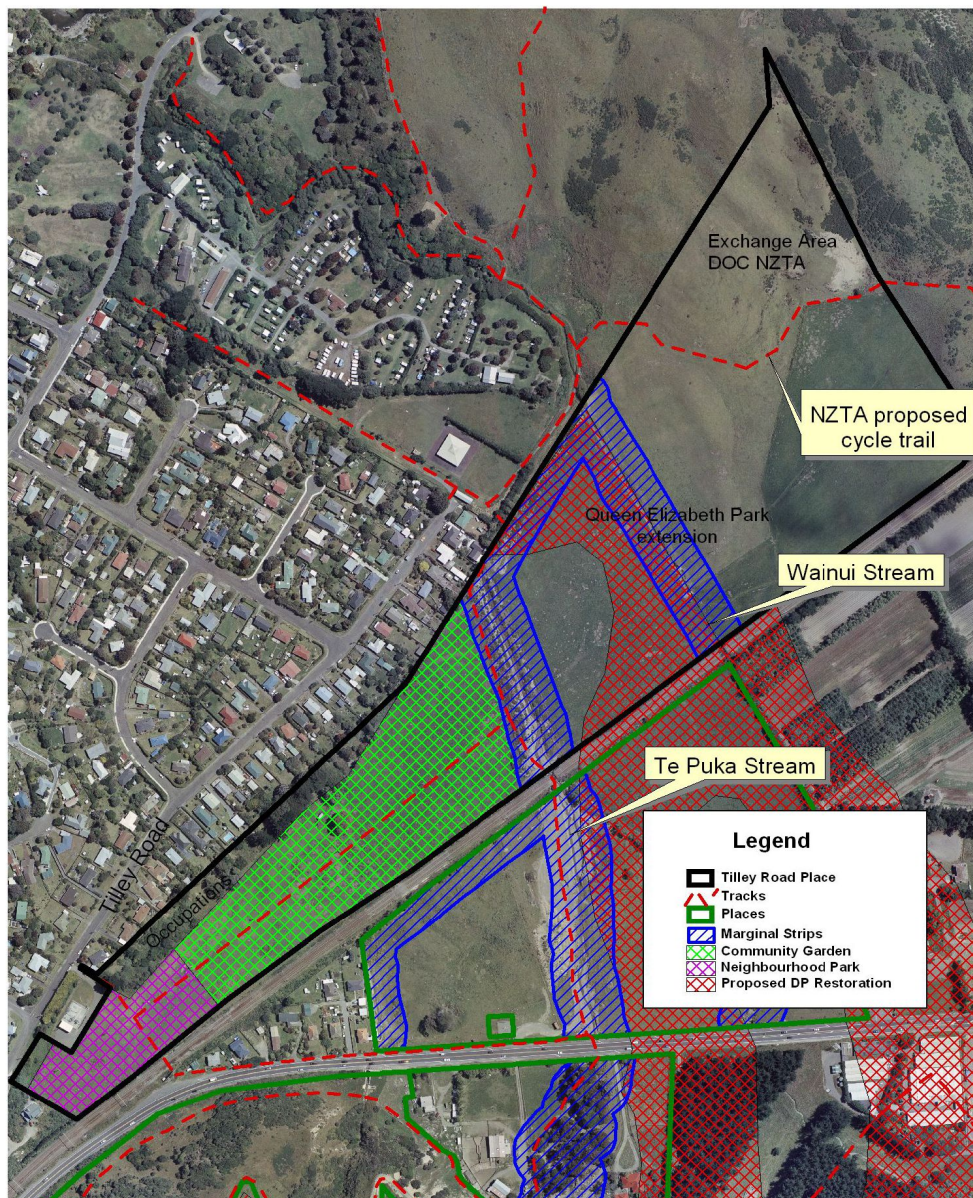 Exchange Area
DOC NZTA
NZTA proposed
cycle trail
Queen Elizabeth Park
extension
Wainui Stream
Te Puka Stream
Tilley Road
Occupations
Legend
Tilley Road Place
Tracks
Places
Marginal Strips
Community Garden
Neighbourhood Park
Proposed DP Restoration